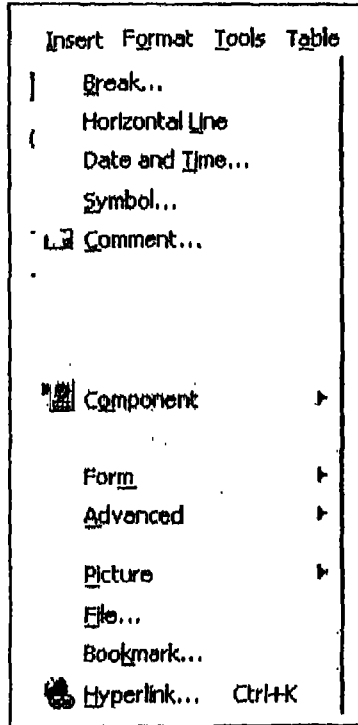 Insert Format Tools Table
Break...
Horizontal Line
Date and Time...
Symbol...
Comment...
Component
Form
Advanced
Picture
File...
Bookmark...
Hyperlink... Ctrl+K